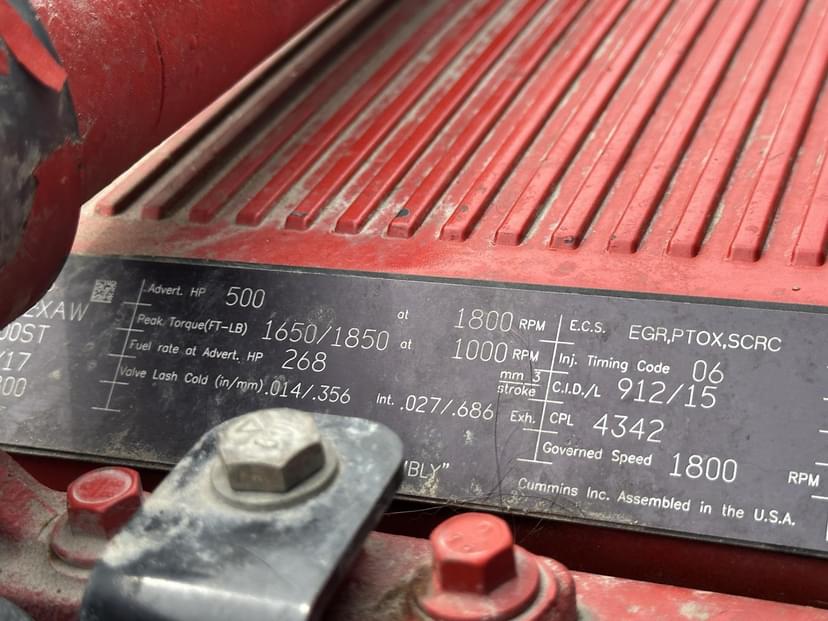 Advert. HP 500 at 1800 RPM
Peak Torque(FT-LB) 1650/1850 at 1000 RPM
Fuel rate at Advert. HP 268 mm 3 stroke
Valve Lash Cold (in/mm) .014/.356 Int. .027/.686 Exh.
E.C.S. EGR,PTOX,SCRC
Inj. Timing Code 06
C.I.D./L 912/15
CPL 4342
Governed Speed 1800 RPM
Cummins Inc. Assembled in the U.S.A.